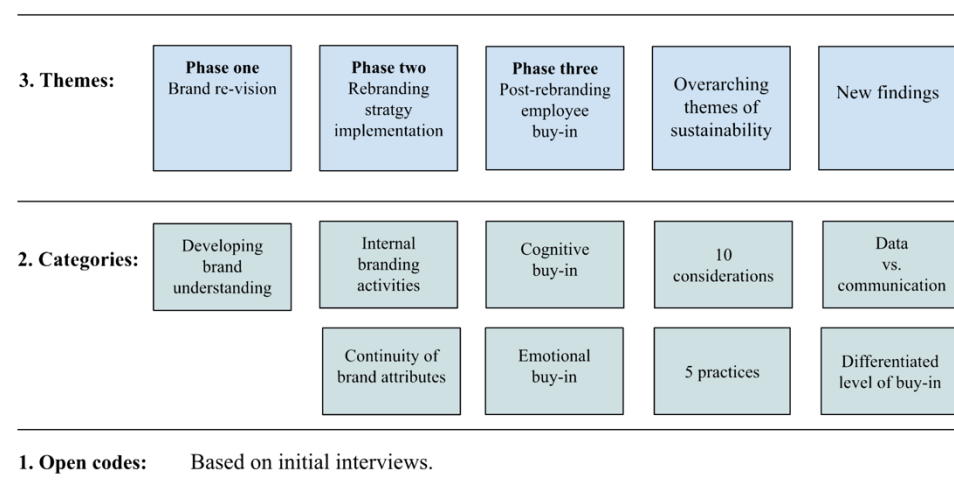 3. Themes:
Phase one
Brand re-vision
Phase two
Rebranding
stratgy
implementation
Phase three
Post-rebranding
employee
buy-in
Overarching
themes of
sustainability
New findings
2. Categories:
Developing
brand
understanding
Internal
branding
activities
Cognitive
buy-in
10
considerations
Data
vs.
communication
Continuity of
brand attributes
Emotional
buy-in
5 practices
Differentiated
level of buy-in
1. Open codes:
Based on initial interviews.